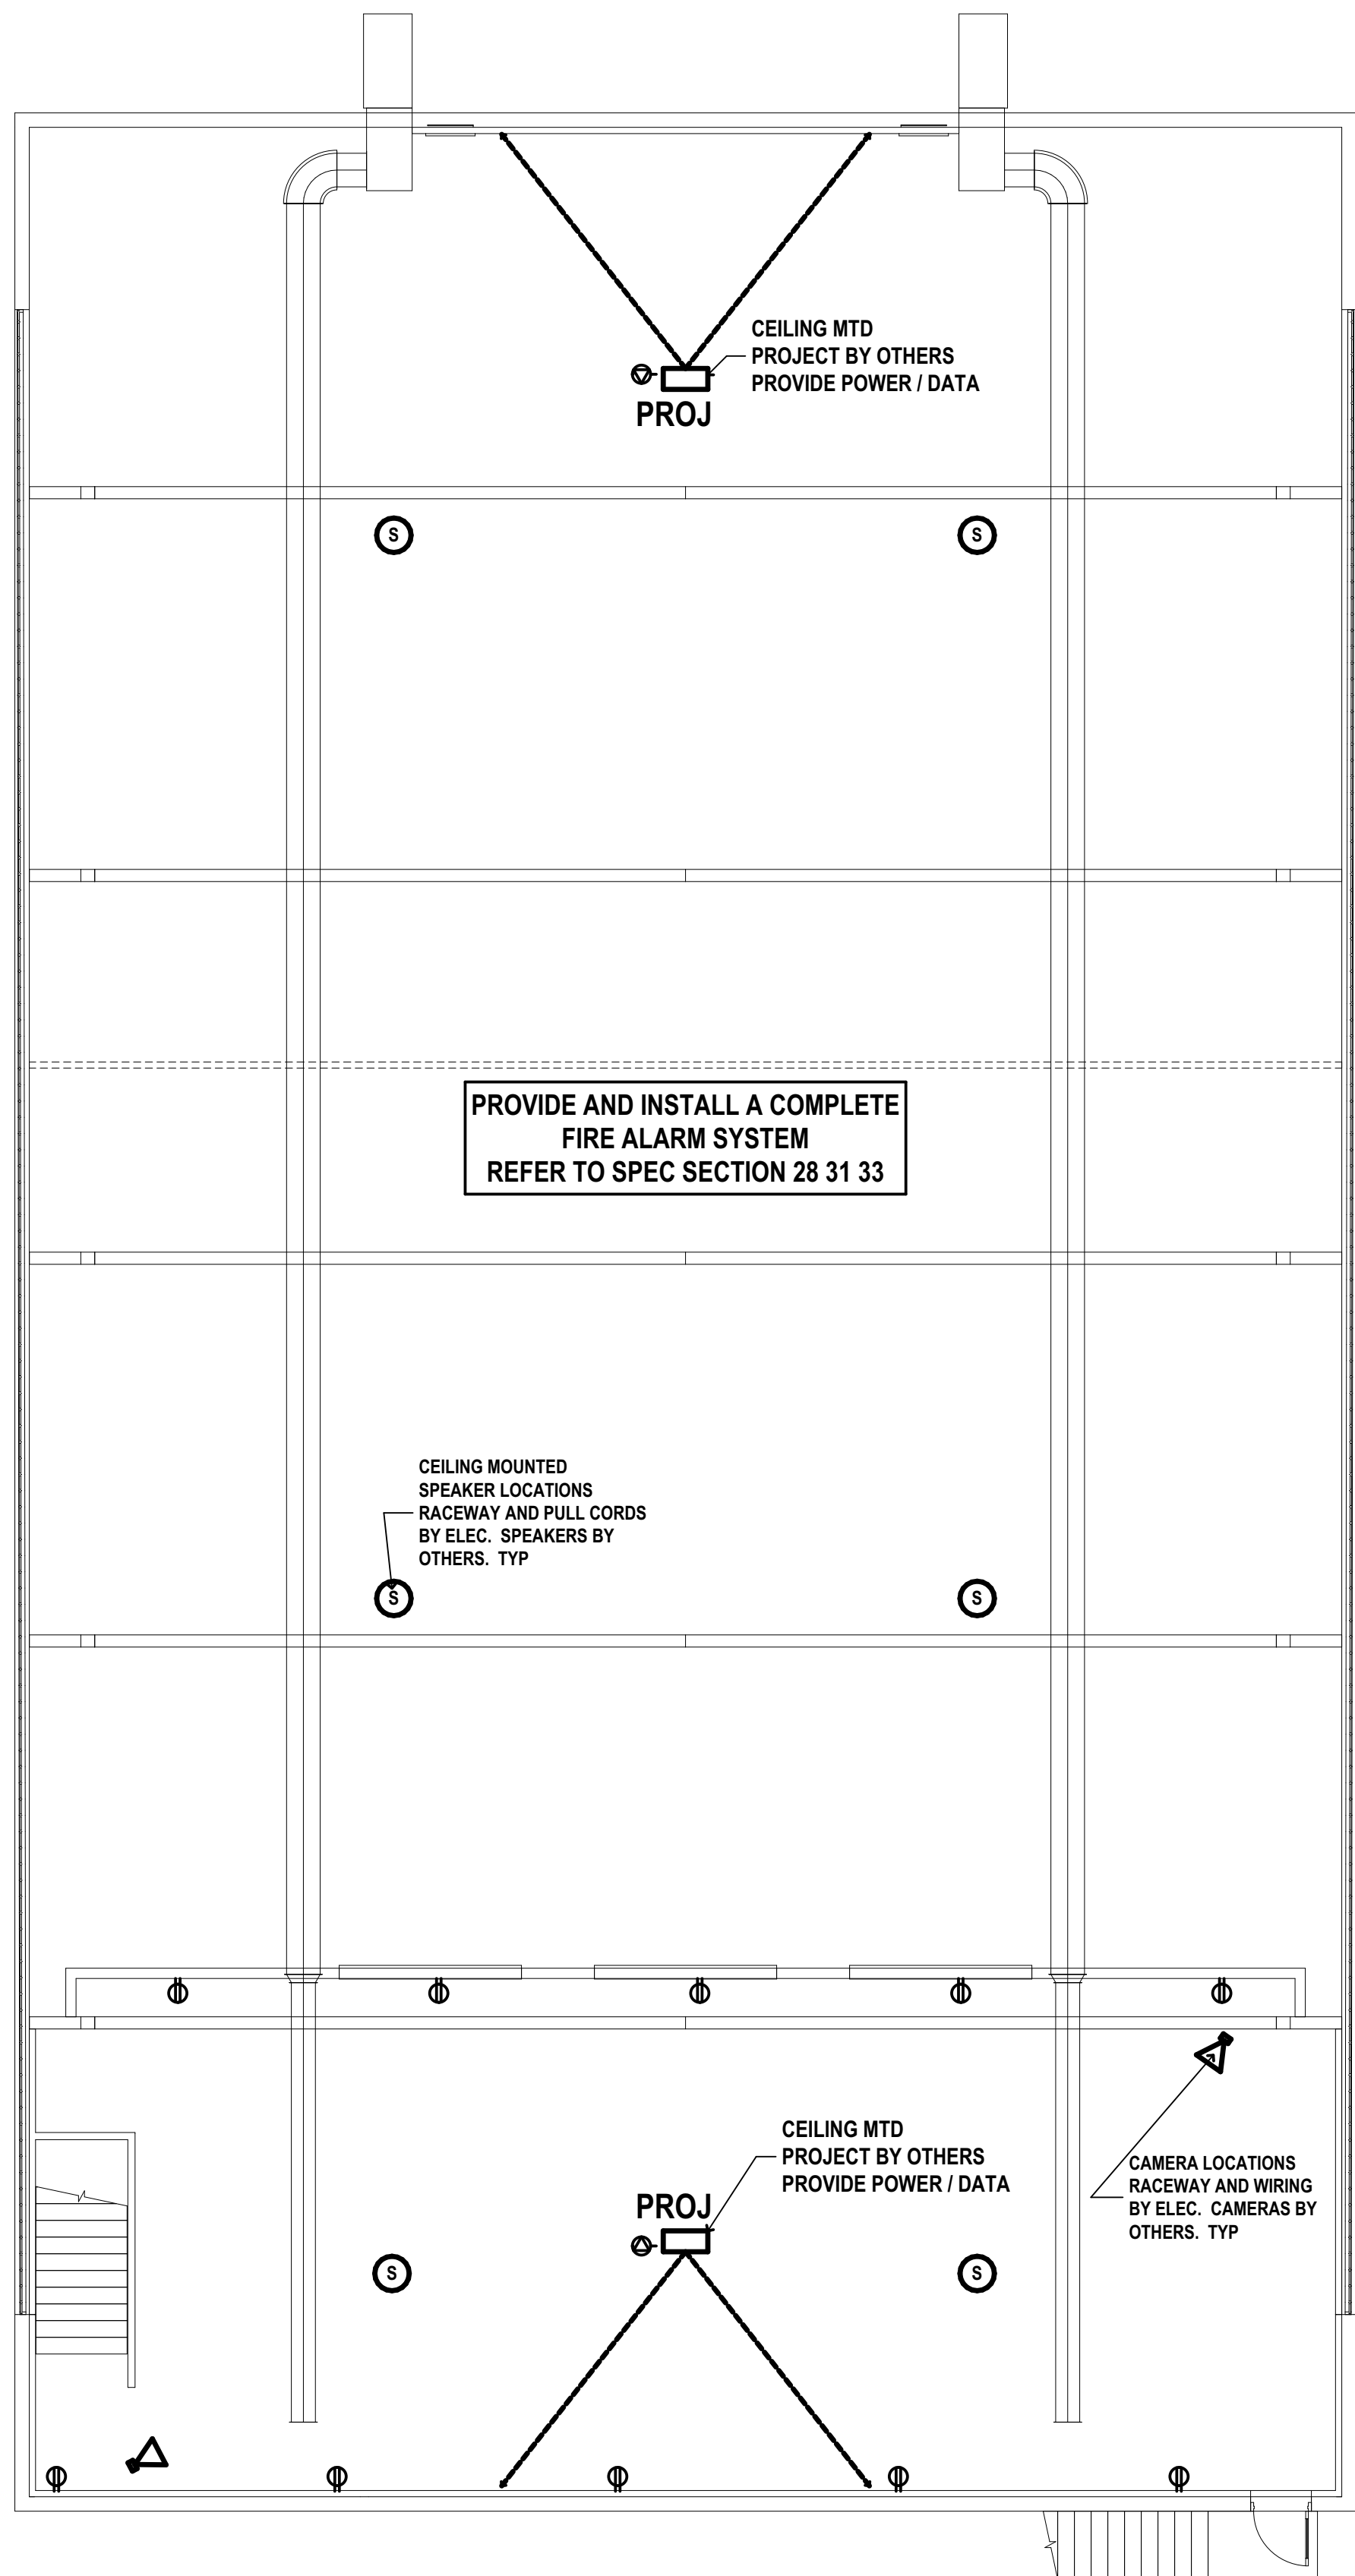 CEILING MTD
PROJECT BY OTHERS
PROVIDE POWER / DATA
PROJ
S
S
PROVIDE AND INSTALL A COMPLETE
FIRE ALARM SYSTEM
REFER TO SPEC SECTION 28 31 33
CEILING MOUNTED
SPEAKER LOCATIONS
RACEWAY AND PULL CORDS
BY ELEC.  SPEAKERS BY
OTHERS.  TYP
S
S
CEILING MTD
PROJECT BY OTHERS
PROVIDE POWER / DATA
PROJ
CAMERA LOCATIONS
RACEWAY AND WIRING
BY ELEC.  CAMERAS BY
OTHERS.  TYP
S
S